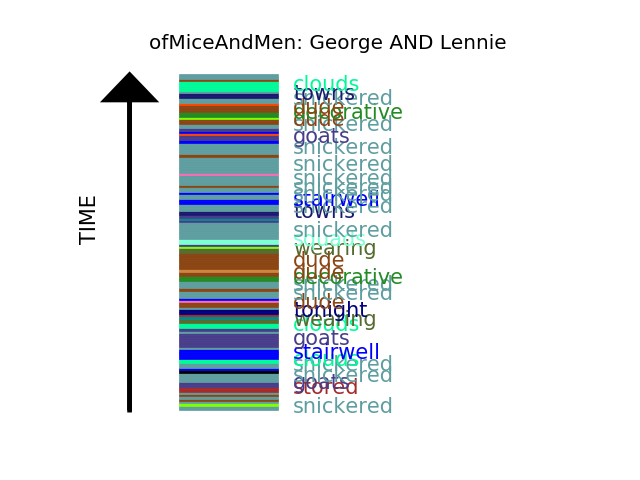 ofMiceAndMen: George AND Lennie
TIME
clouds
towns
snickered
dude
decorative
dude
snickered
goats
snickered
snickered
snickered
snickered
snickered
stairwell
snickered
towns
snickered
squads
wearing
dude
dude
decorative
snickered
snickered
dude
tonight
wearing
clouds
goats
stairwell
clouds
snickered
snickered
goats
stored
snickered